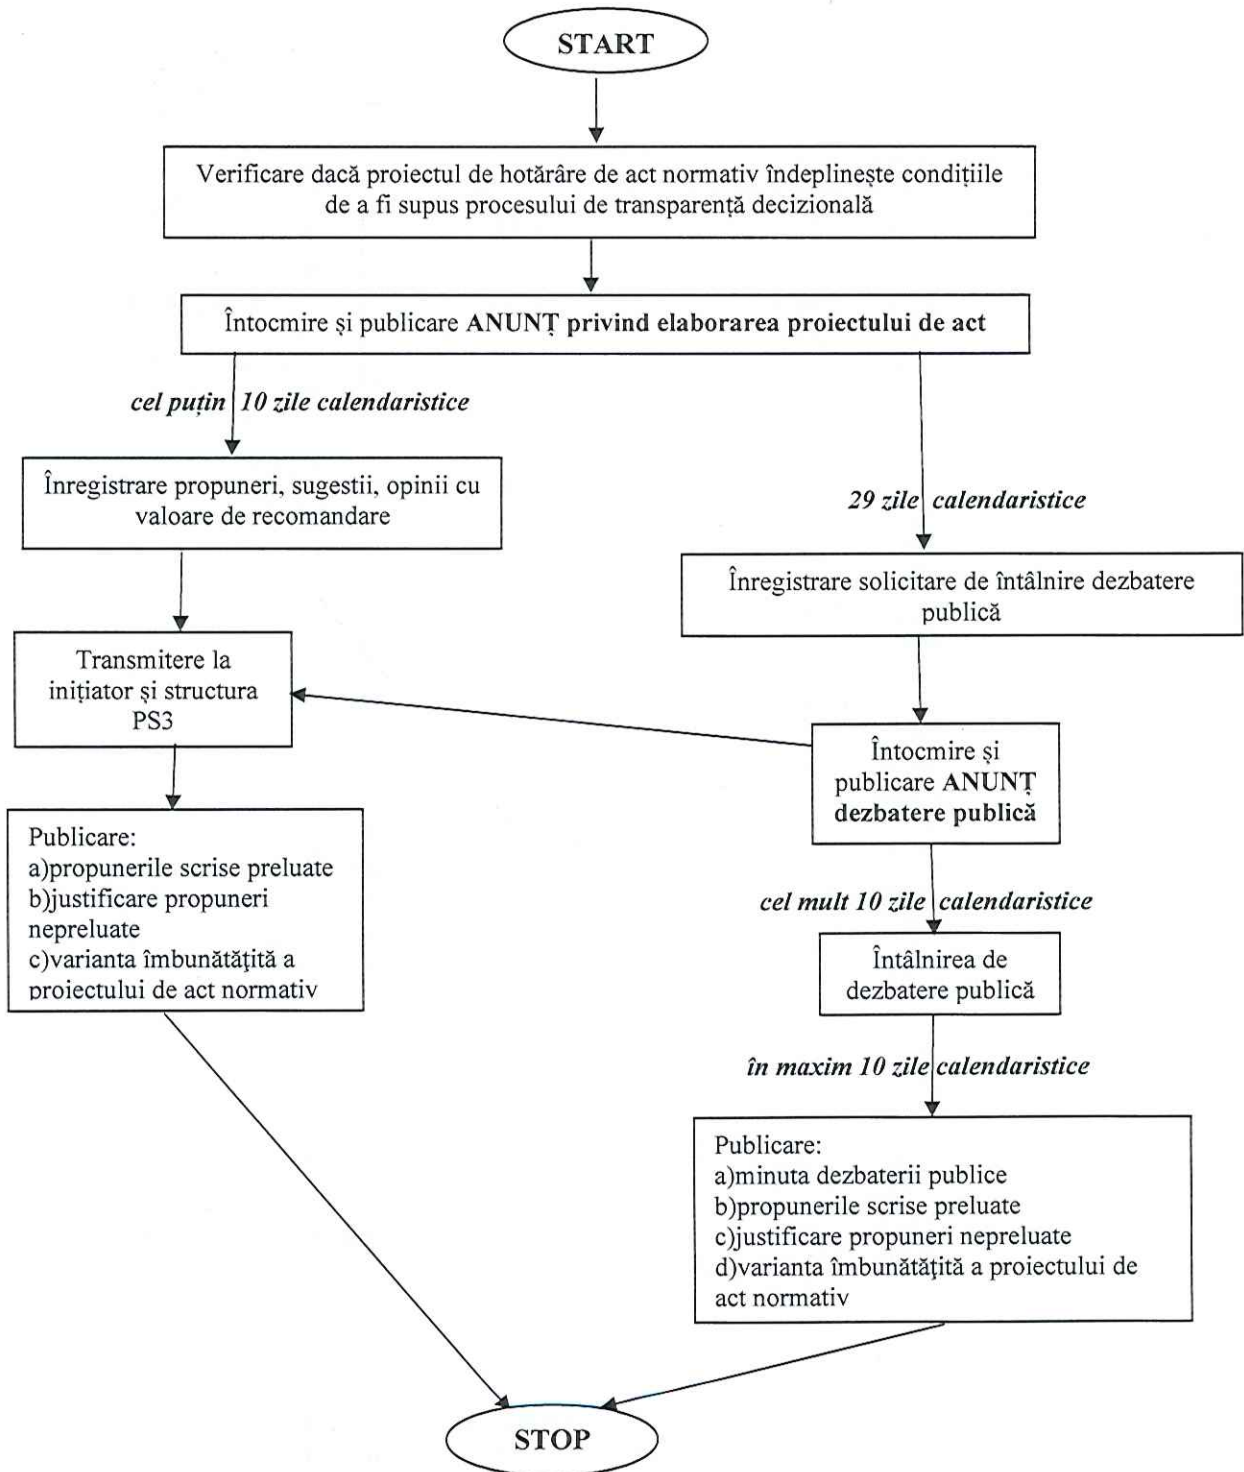 START
Verificare dacă proiectul de hotărâre de act normativ îndeplinește condițiile
de a fi supus procesului de transparență decizională
Întocmire și publicare ANUNȚ privind elaborarea proiectului de act
cel puțin 10 zile calendaristice
Înregistrare propuneri, sugestii, opinii cu
valoare de recomandare
29 zile calendaristice
Înregistrare solicitare de întâlnire dezbatere
publică
Transmitere la
inițiator și structura
PS3
Întocmire și
publicare ANUNȚ
dezbatere publică
Publicare:
a)propunerile scrise preluate
b)justificare propuneri
nepreluate
c)varianta îmbunătățită a
proiectului de act normativ
cel mult 10 zile calendaristice
Întâlnirea de
dezbatere publică
în maxim 10 zile calendaristice
Publicare:
a)minuta dezbaterii publice
b)propunerile scrise preluate
c)justificare propuneri nepreluate
d)varianta îmbunătățită a proiectului de
act normativ
STOP